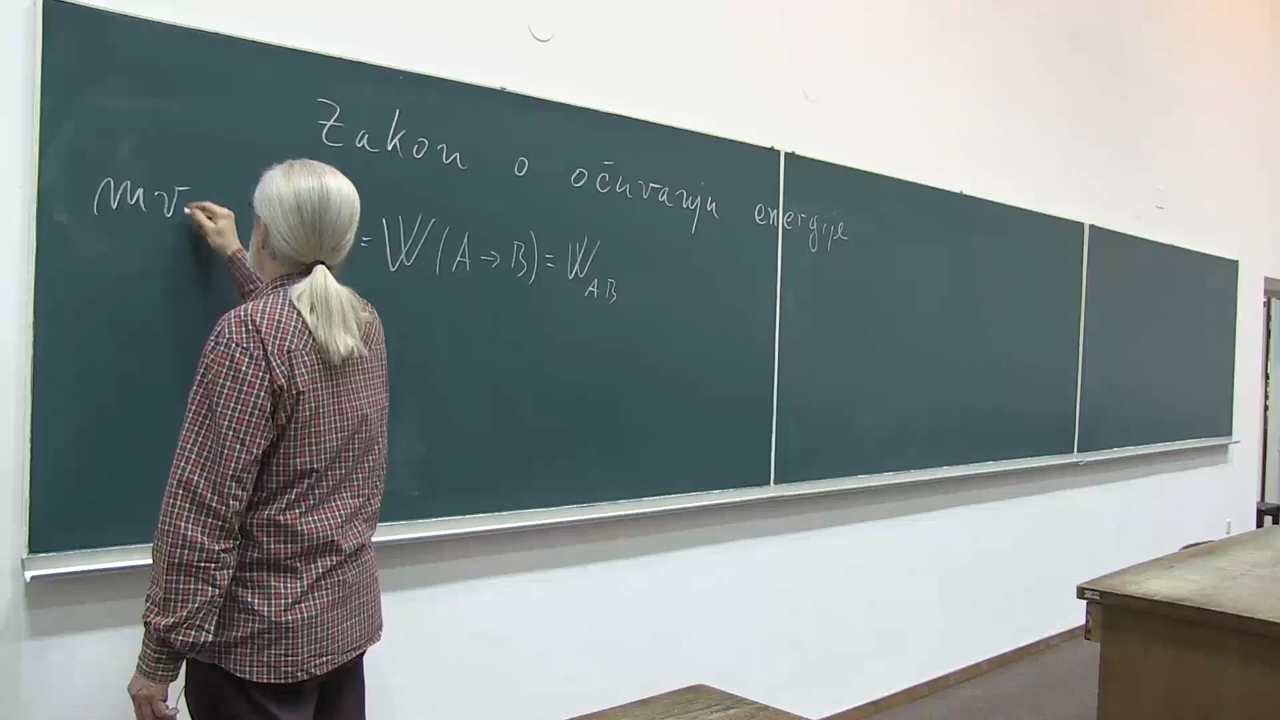 Zakon o očuvanju energije
mv = W(A→B) = W_AB